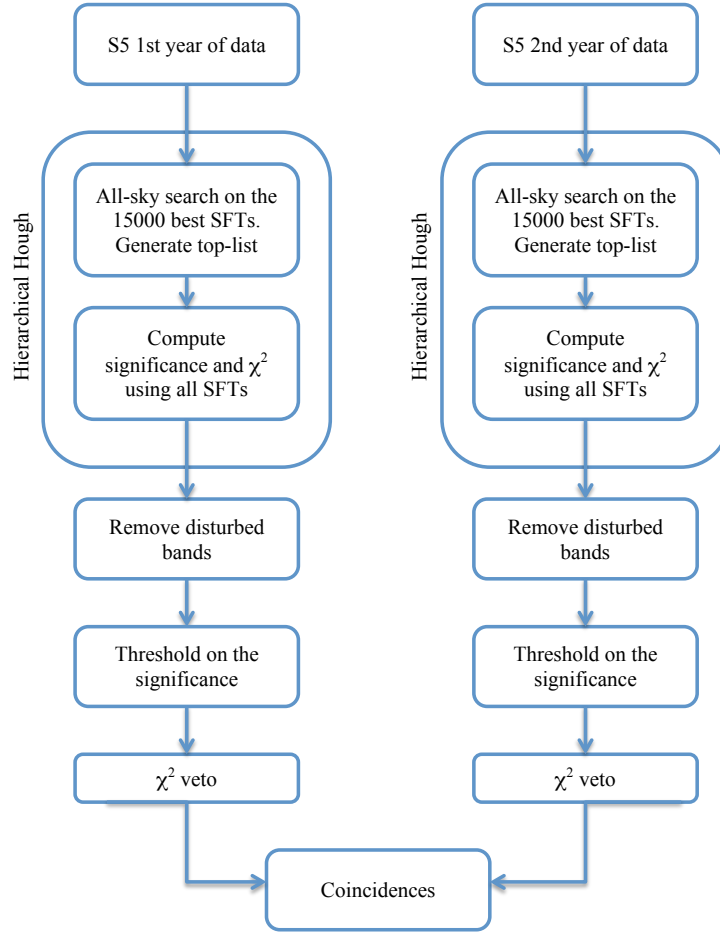 S5 1st year of data
Hierarchical Hough
All-sky search on the
15000 best SFTs.
Generate top-list
Compute
significance and χ²
using all SFTs
Remove disturbed
bands
Threshold on the
significance
χ² veto
S5 2nd year of data
Hierarchical Hough
All-sky search on the
15000 best SFTs.
Generate top-list
Compute
significance and χ²
using all SFTs
Remove disturbed
bands
Threshold on the
significance
χ² veto
Coincidences